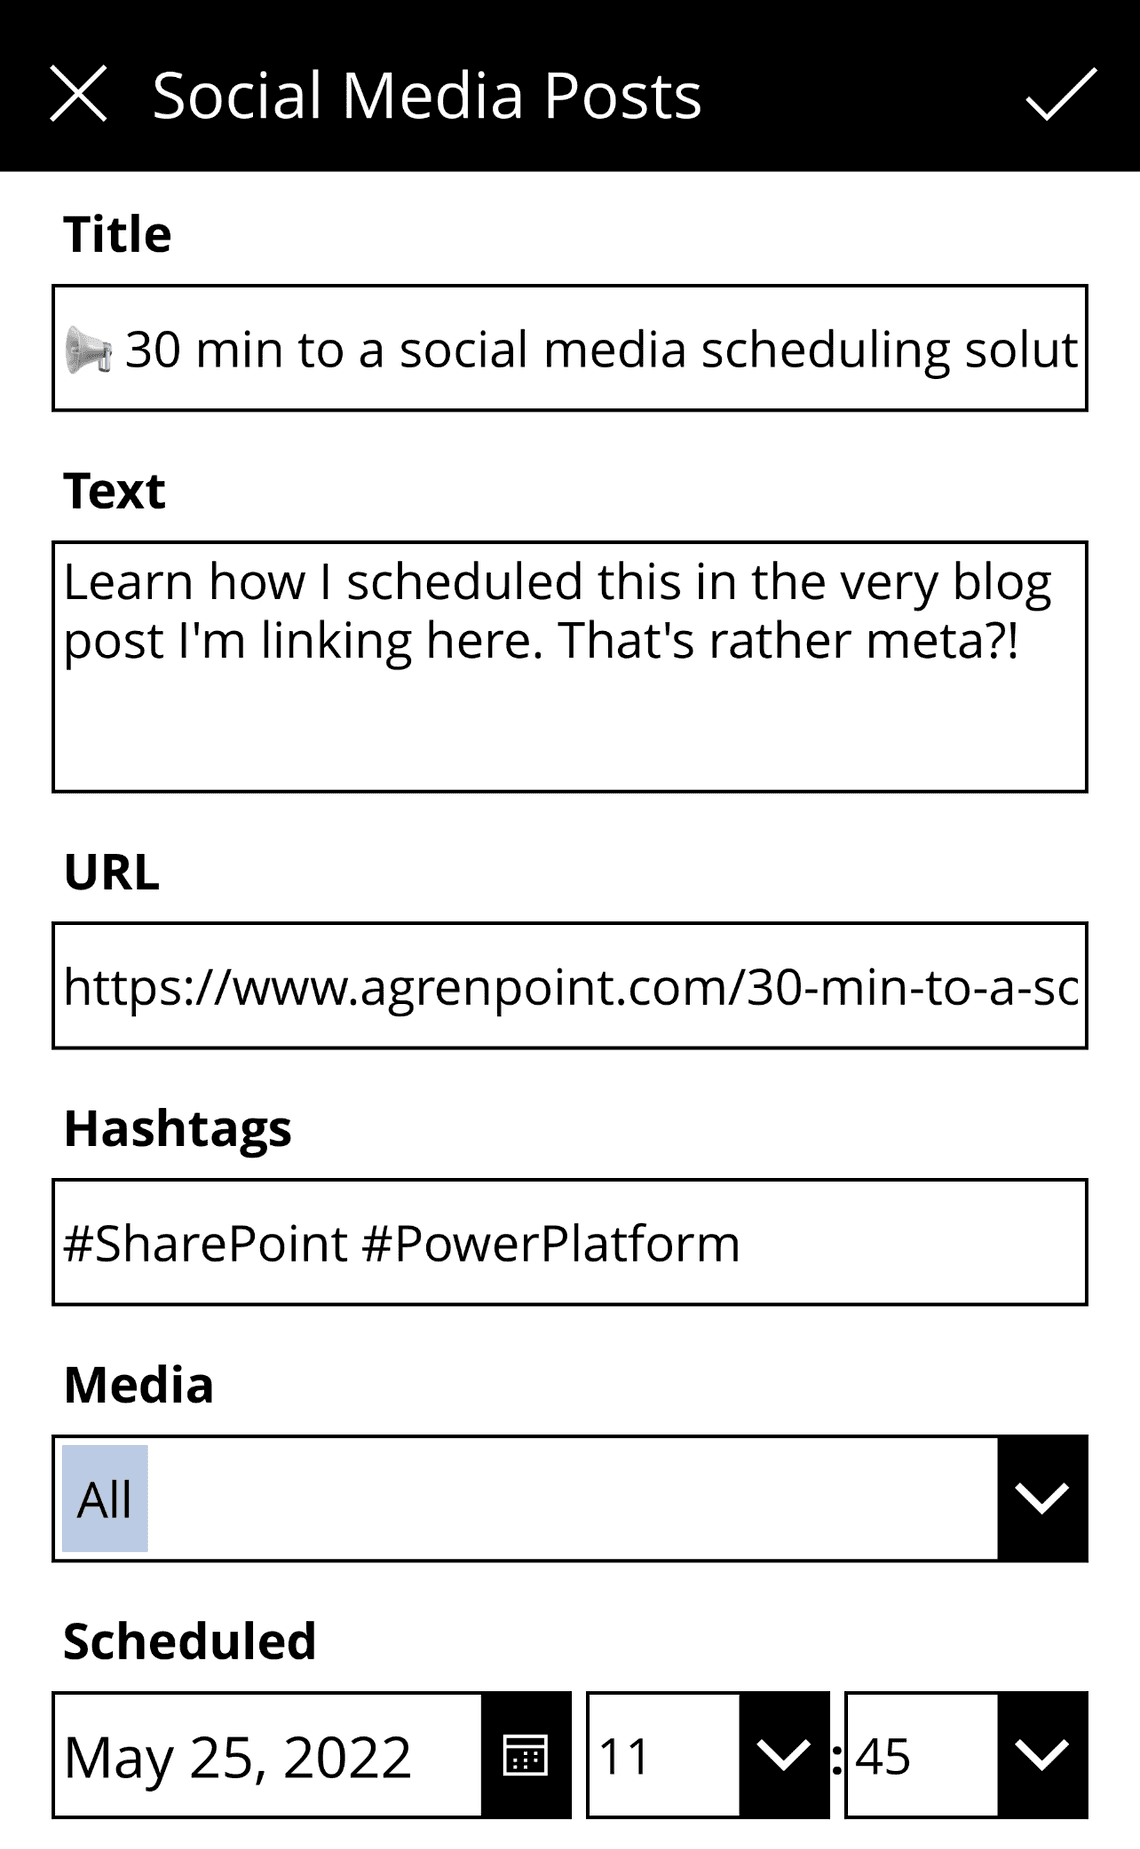 Social Media Posts
Title
📢 30 min to a social media scheduling solut
Text
Learn how I scheduled this in the very blog
post I'm linking here. That's rather meta?!
URL
https://www.agrenpoint.com/30-min-to-a-sc
Hashtags
#SharePoint #PowerPlatform
Media
All
Scheduled
May 25, 2022 11 : 45